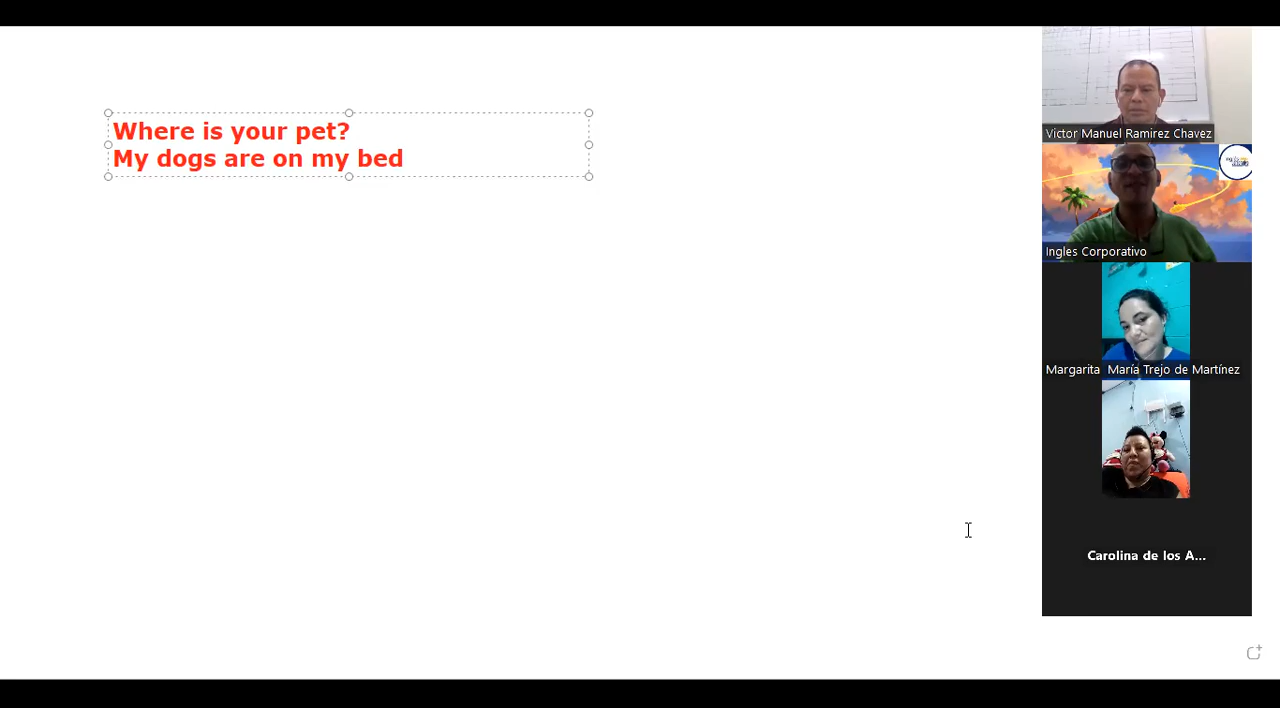 Where is your pet?
My dogs are on my bed
Victor Manuel Ramirez Chavez
Ingles Corporativo
Margarita María Trejo de Martínez
Carolina de los A...